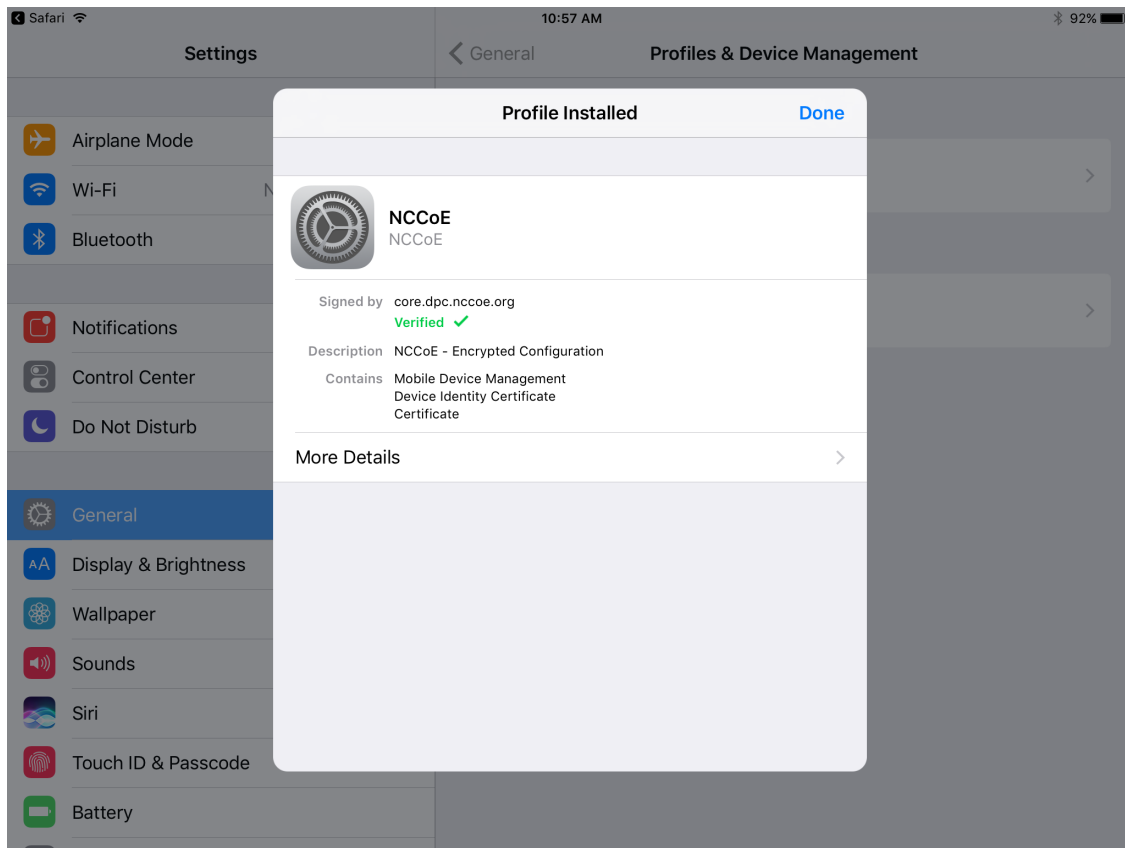 Safari
10:57 AM
92%
Settings
General
Profiles & Device Management
Profile Installed
Done
Airplane Mode
Wi-Fi
N
Bluetooth
Notifications
Control Center
Do Not Disturb
General
AA
Display & Brightness
Wallpaper
Sounds
Siri
Touch ID & Passcode
Battery
NCCoE
NCCoE
Signed by core.dpc.nccoe.org
Verified
Description NCCoE - Encrypted Configuration
Contains Mobile Device Management
Device Identity Certificate
Certificate
More Details